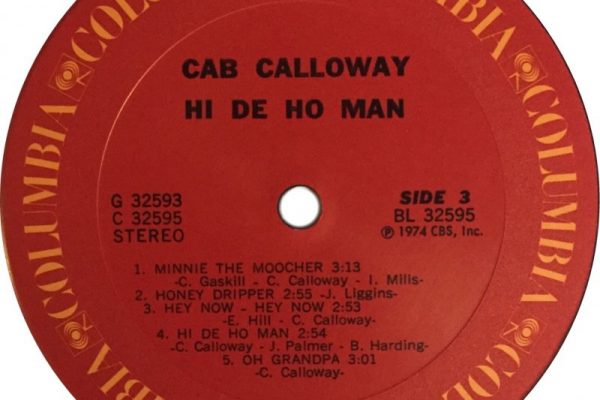 COLUMBIA
COLUMBIA
COLUMBIA
COLUMBIA
CAB CALLOWAY
HI DE HO MAN
G 32593
C 32595
STEREO
SIDE 3
BL 32595
Ⓟ 1974 CBS, Inc.
1. MINNIE THE MOOCHER 3:13
-C. Gaskill - C. Calloway - I. Milis-
2. HONEY DRIPPER 2:55 -J. Liggins-
3. HEY NOW - HEY NOW 2:53
-E. Hill - C. Calloway-
4. HI DE HO MAN 2:54
-C. Calloway - J. Palmer - B. Harding-
5. OH GRANDPA 3:01
-C. Calloway-